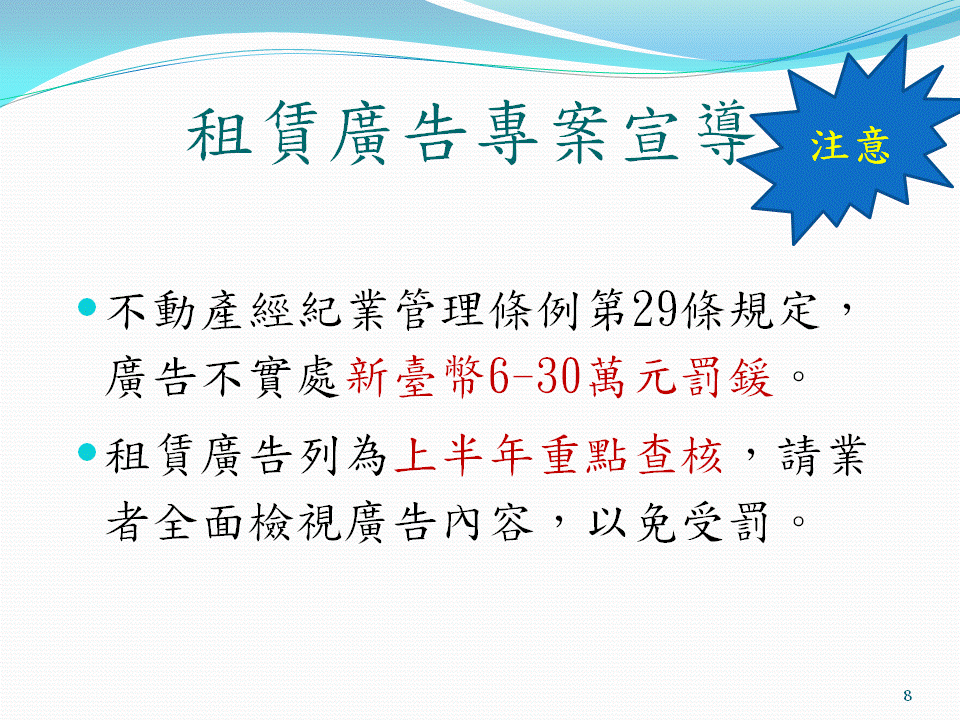 租賃廣告專案宣導
注意
不動產經紀業管理條例第29條規定，
廣告不實處新臺幣6-30萬元罰鍰。
租賃廣告列為上半年重點查核，請業
者全面檢視廣告內容，以免受罰。
8